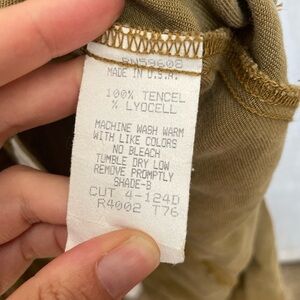 RN59608
MADE IN U.S.A.
100% TENCEL
% LYOCELL
MACHINE WASH WARM
WITH LIKE COLORS
NO BLEACH
TUMBLE DRY LOW
REMOVE PROMPTLY
SHADE-B
CUT 4-124D
R4002 T76